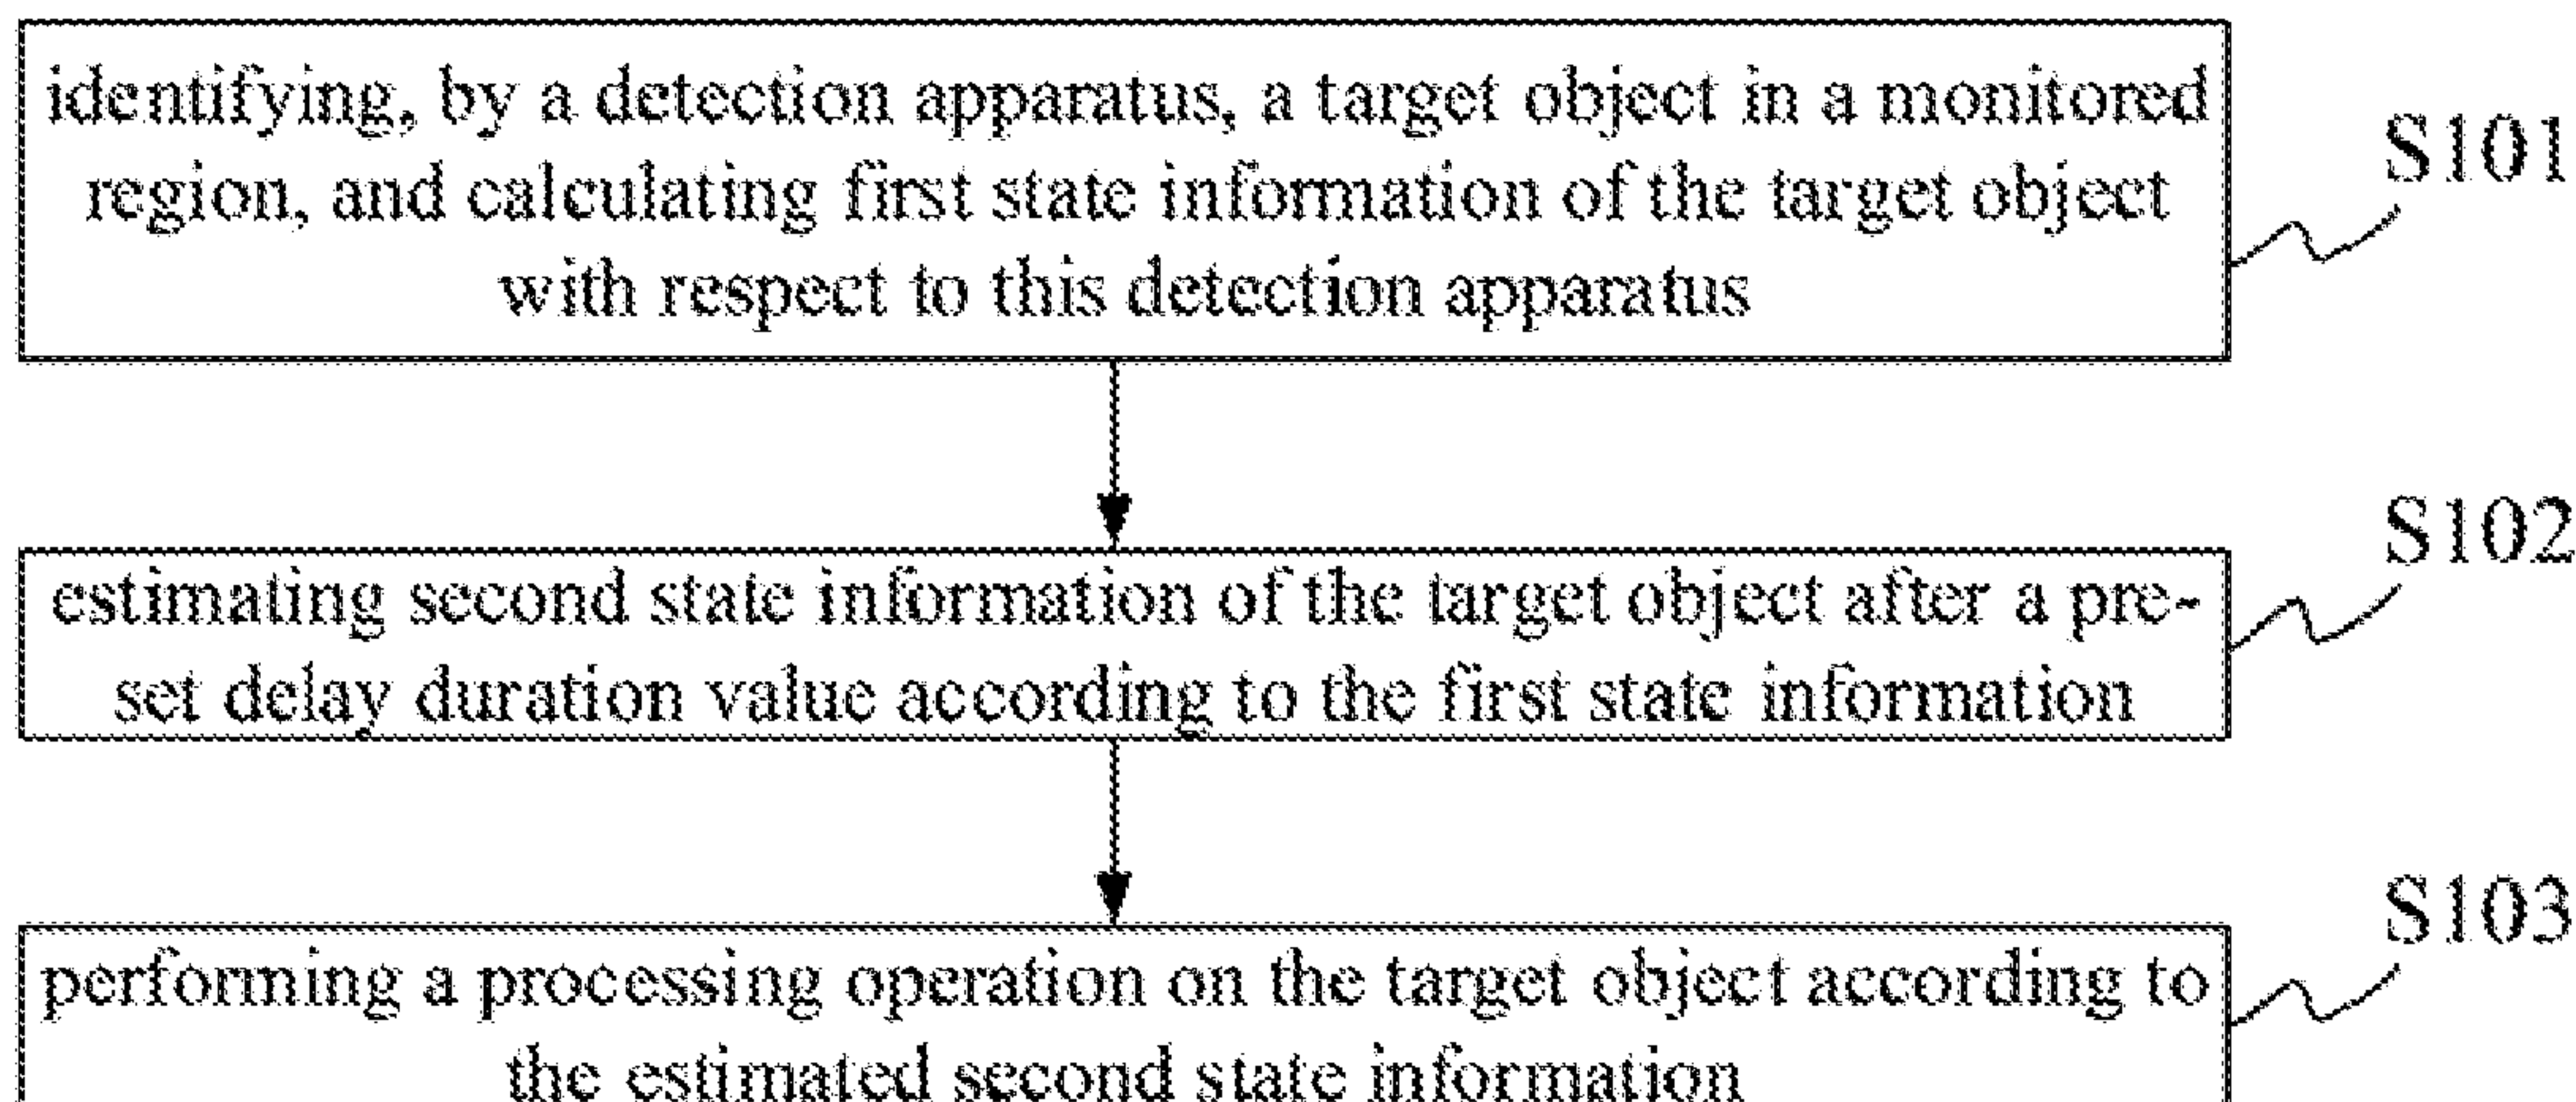 identifying, by a detection apparatus, a target object in a monitored
region, and calculating first state information of the target object
with respect to this detection apparatus
S101
estimating second state information of the target object after a pre-
set delay duration value according to the first state information
S102
performing a processing operation on the target object according to
the estimated second state information
S103